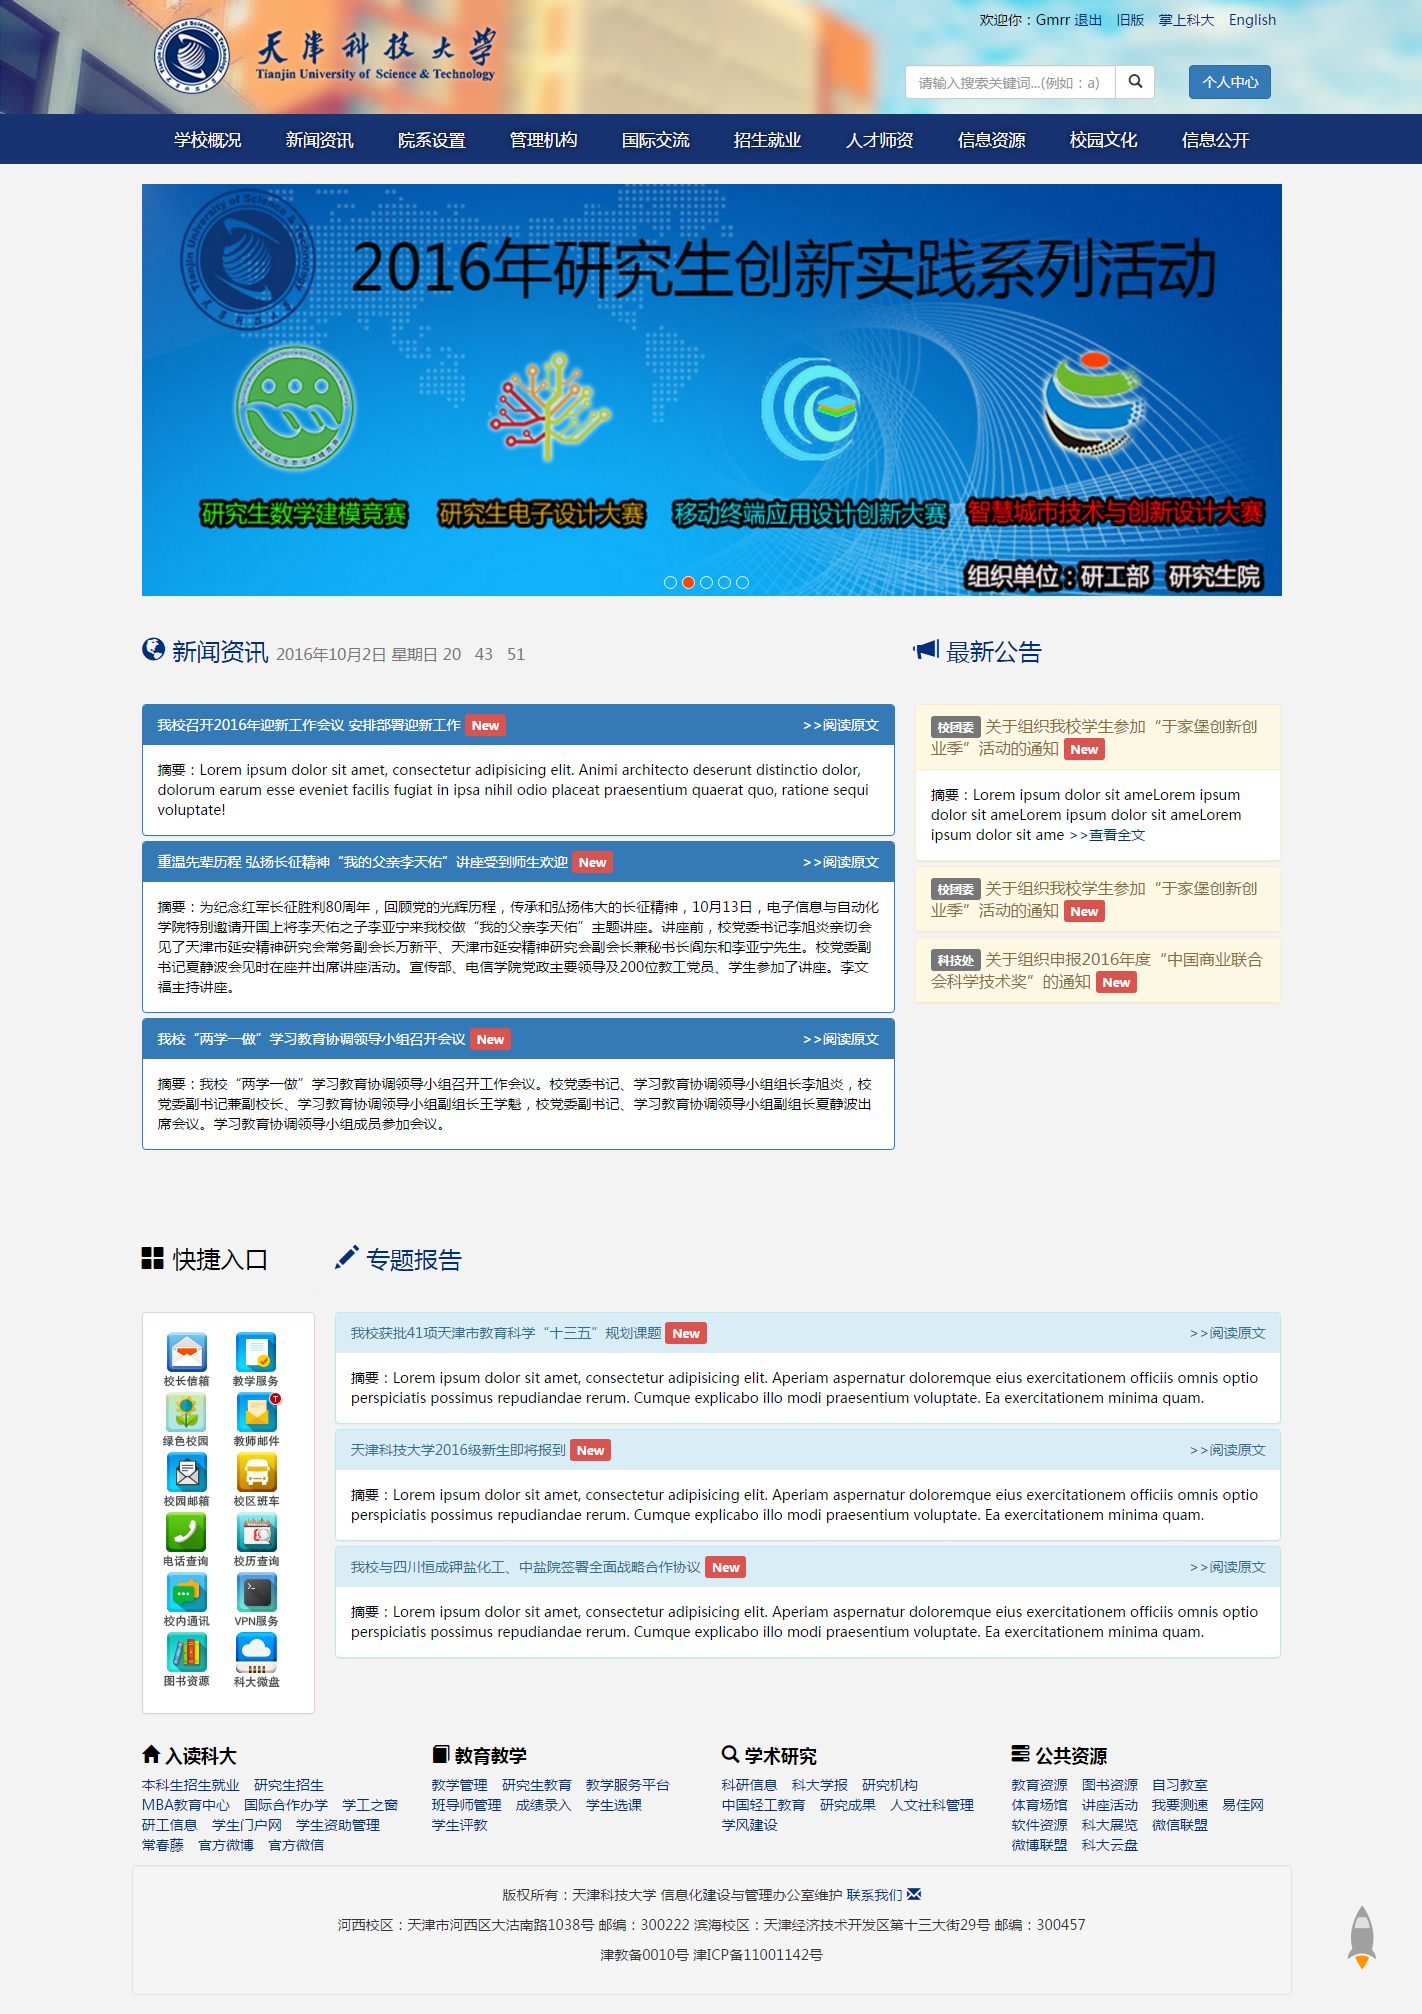 欢迎你：Gmrr 退出 旧版 掌上科大 English
天津科技大学
Tianjin University of Science & Technology
请输入搜索关键词...(例如：a) 个人中心
学校概况 新闻资讯 院系设置 管理机构 国际交流 招生就业 人才师资 信息资源 校园文化 信息公开
2016年研究生创新实践系列活动
研究生数学建模竞赛 研究生电子设计大赛 移动终端应用设计创新大赛 智慧城市技术与创新设计大赛
组织单位：研工部 研究生院
新闻资讯 2016年10月2日 星期日 20 43 51
我校召开2016年迎新工作会议 安排部署迎新工作 New >>阅读原文
摘要：Lorem ipsum dolor sit amet, consectetur adipisicing elit. Animi architecto deserunt distinctio dolor,
dolorum earum esse eveniet facilis fugiat in ipsa nihil odio placeat praesentium quaerat quo, ratione sequi
voluptate!
重温先辈历程 弘扬长征精神“我的父亲李天佑”讲座受到师生欢迎 New >>阅读原文
摘要：为纪念红军长征胜利80周年，回顾党的光辉历程，传承和弘扬伟大的长征精神，10月13日，电子信息与自动化
学院特别邀请开国上将李天佑之子李亚宁来我校做“我的父亲李天佑”主题讲座。讲座前，校党委书记李旭炎亲切会
见了天津市延安精神研究会常务副会长万新平、天津市延安精神研究会副会长兼秘书长阎东和李亚宁先生。校党委副
书记夏静波会见时在座并出席讲座活动。宣传部、电信学院党政主要领导及200位教工党员、学生参加了讲座。李文
福主持讲座。
我校“两学一做”学习教育协调领导小组召开会议 New >>阅读原文
摘要：我校“两学一做”学习教育协调领导小组召开工作会议。校党委书记、学习教育协调领导小组组长李旭炎，校
党委副书记兼副校长、学习教育协调领导小组副组长王学魁，校党委副书记、学习教育协调领导小组副组长夏静波出
席会议。学习教育协调领导小组成员参加会议。
最新公告
校团委 关于组织我校学生参加“于家堡创新创
业季”活动的通知 New
摘要：Lorem ipsum dolor sit ameLorem ipsum
dolor sit ameLorem ipsum dolor sit ameLorem
ipsum dolor sit ame >>查看全文
校团委 关于组织我校学生参加“于家堡创新创
业季”活动的通知 New
科技处 关于组织申报2016年度“中国商业联合
会科学技术奖”的通知 New
快捷入口
校长信箱 教学服务
绿色校园 教师邮件
校园邮箱 校区班车
电话查询 校历查询
校内通讯 VPN服务
图书资源 科大微盘
专题报告
我校获批41项天津市教育科学“十三五”规划课题 New >>阅读原文
摘要：Lorem ipsum dolor sit amet, consectetur adipisicing elit. Aperiam aspernatur doloremque eius exercitationem officiis omnis optio
perspiciatis possimus repudiandae rerum. Cumque explicabo illo modi praesentium voluptate. Ea exercitationem minima quam.
天津科技大学2016级新生即将报到 New >>阅读原文
摘要：Lorem ipsum dolor sit amet, consectetur adipisicing elit. Aperiam aspernatur doloremque eius exercitationem officiis omnis optio
perspiciatis possimus repudiandae rerum. Cumque explicabo illo modi praesentium voluptate. Ea exercitationem minima quam.
我校与四川恒成钾盐化工、中盐院签署全面战略合作协议 New >>阅读原文
摘要：Lorem ipsum dolor sit amet, consectetur adipisicing elit. Aperiam aspernatur doloremque eius exercitationem officiis omnis optio
perspiciatis possimus repudiandae rerum. Cumque explicabo illo modi praesentium voluptate. Ea exercitationem minima quam.
入读科大
本科生招生就业 研究生招生
MBA教育中心 国际合作办学 学工之窗
研工信息 学生门户网 学生资助管理
常春藤 官方微博 官方微信
教育教学
教学管理 研究生教育 教学服务平台
班导师管理 成绩录入 学生选课
学生评教
学术研究
科研信息 科大学报 研究机构
中国轻工教育 研究成果 人文社科管理
学风建设
公共资源
教育资源 图书资源 自习教室
体育场馆 讲座活动 我要测速 易佳网
软件资源 科大展览 微信联盟
微博联盟 科大云盘
版权所有：天津科技大学 信息化建设与管理办公室维护 联系我们
河西校区：天津市河西区大沽南路1038号 邮编：300222 滨海校区：天津经济技术开发区第十三大街29号 邮编：300457
津教备0010号 津ICP备11001142号